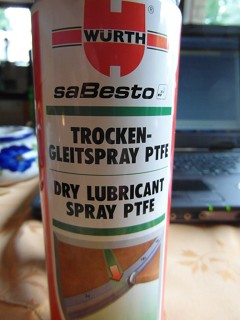 WÜRTH
saBesto
TROCKEN-
GLEITSPRAY PTFE
DRY LUBRICANT
SPRAY PTFE